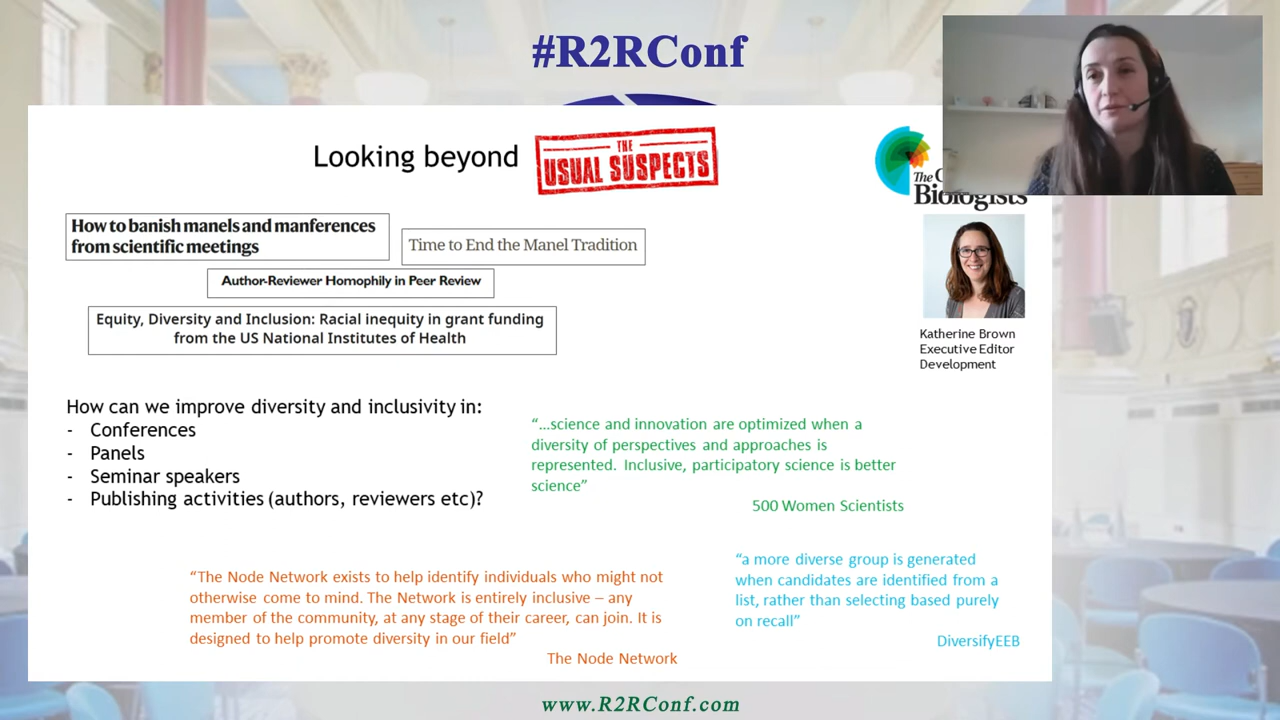 #R2RConf
Looking beyond
THE
USUAL SUSPECTS
The
Biologists
How to banish manels and manferences
from scientific meetings
Time to End the Manel Tradition
Author-Reviewer Homophily in Peer Review
Equity, Diversity and Inclusion: Racial inequity in grant funding
from the US National Institutes of Health
Katherine Brown
Executive Editor
Development
How can we improve diversity and inclusivity in:
- Conferences
- Panels
- Seminar speakers
- Publishing activities (authors, reviewers etc)?
“...science and innovation are optimized when a
diversity of perspectives and approaches is
represented. Inclusive, participatory science is better
science”
500 Women Scientists
“The Node Network exists to help identify individuals who might not
otherwise come to mind. The Network is entirely inclusive – any
member of the community, at any stage of their career, can join. It is
designed to help promote diversity in our field”
The Node Network
“a more diverse group is generated
when candidates are identified from a
list, rather than selecting based purely
on recall”
DiversifyEEB
www.R2RConf.com